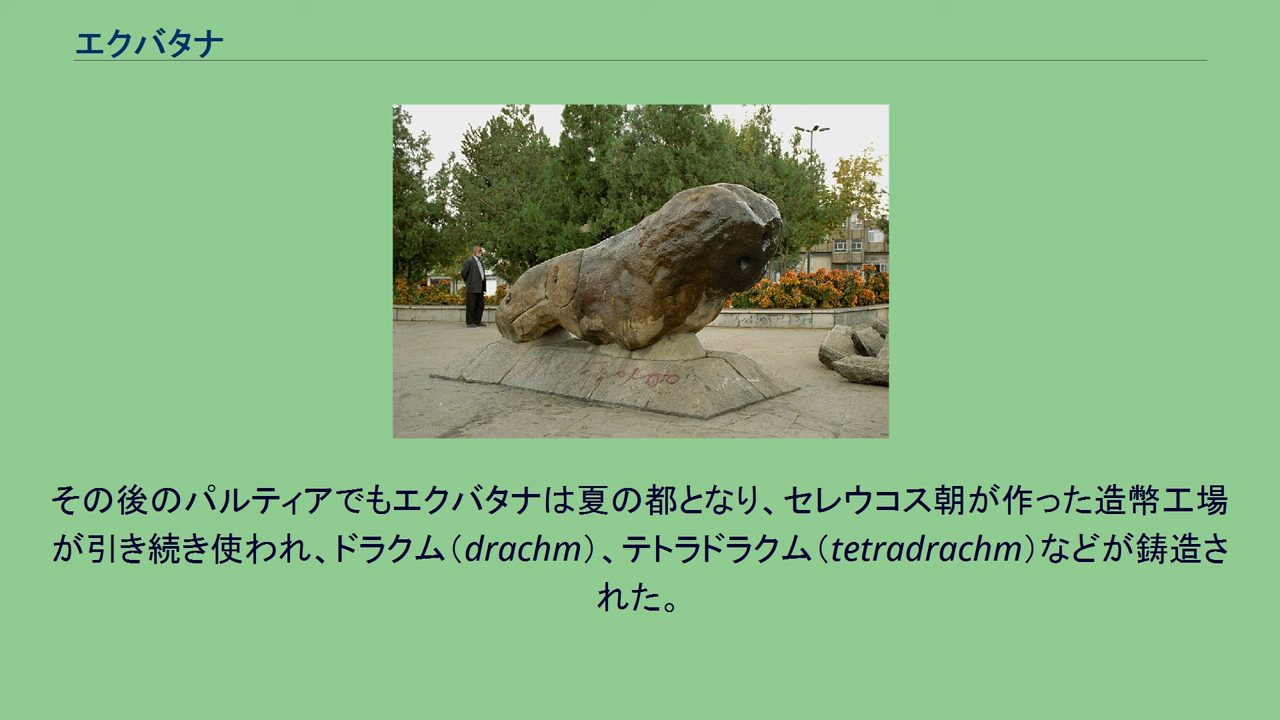 エクバタナ
その後のパルティアでもエクバタナは夏の都となり、セレウコス朝が作った造幣工場
が引き続き使われ、ドラクム（drachm）、テトラドラクム（tetradrachm）などが鋳造さ
れた。